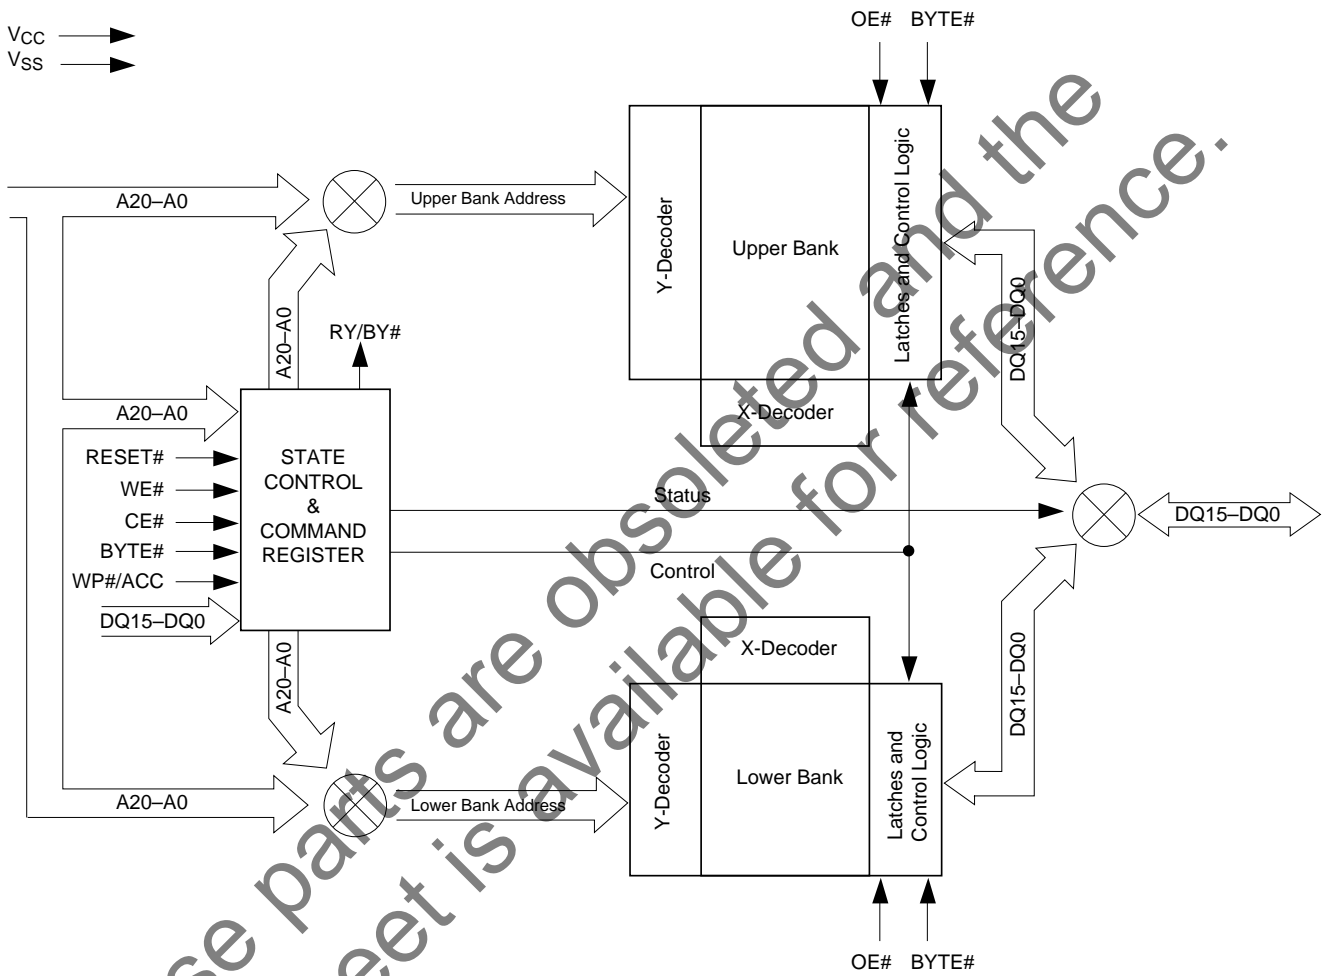 OE# BYTE#
VCC
VSS
A20–A0
Upper Bank Address
Y-Decoder
Upper Bank
Latches and Control Logic
DQ15–DQ0
A20–A0
RY/BY#
X-Decoder
A20–A0
RESET#
WE#
CE#
BYTE#
WP#/ACC
DQ15–DQ0
STATE
CONTROL
&
COMMAND
REGISTER
Status
Control
DQ15–DQ0
A20–A0
X-Decoder
DQ15–DQ0
A20–A0
Lower Bank Address
Y-Decoder
Lower Bank
Latches and
Control Logic
OE# BYTE#
se parts are obsoleted and the
eet is available for reference.